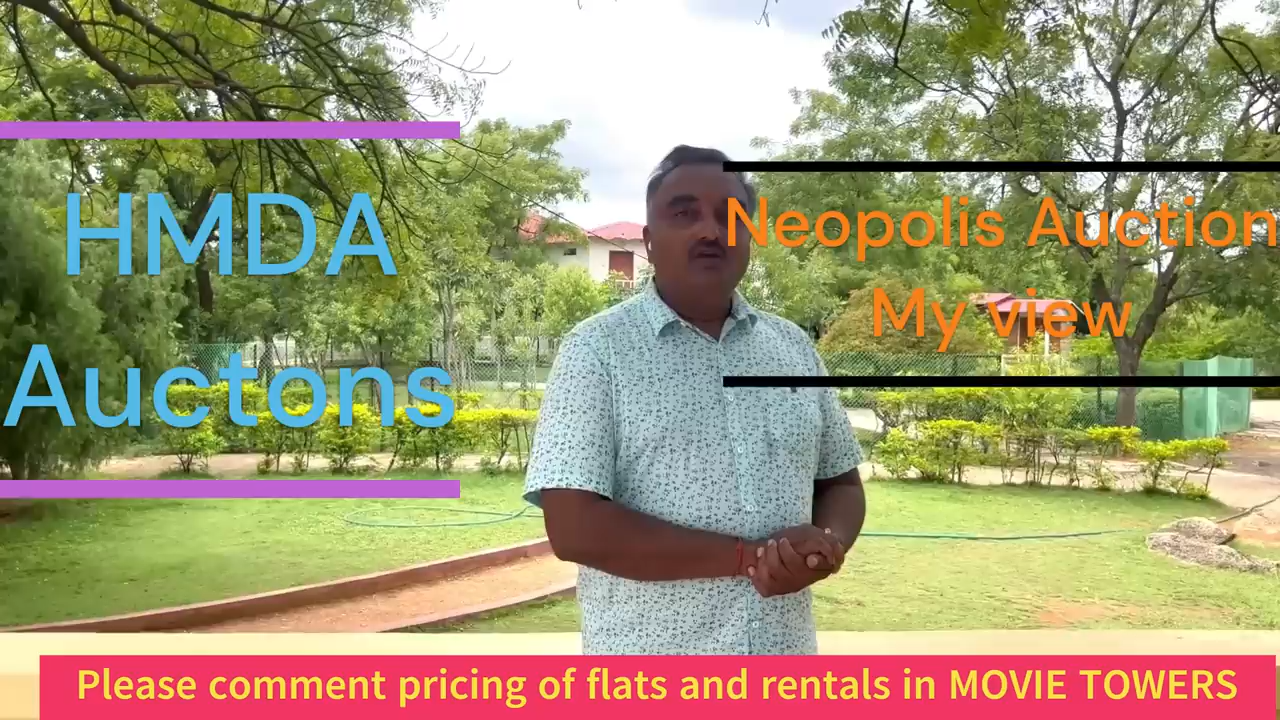 HMDA
Auctons
Neopolis Auction
My view
Please comment pricing of flats and rentals in MOVIE TOWERS